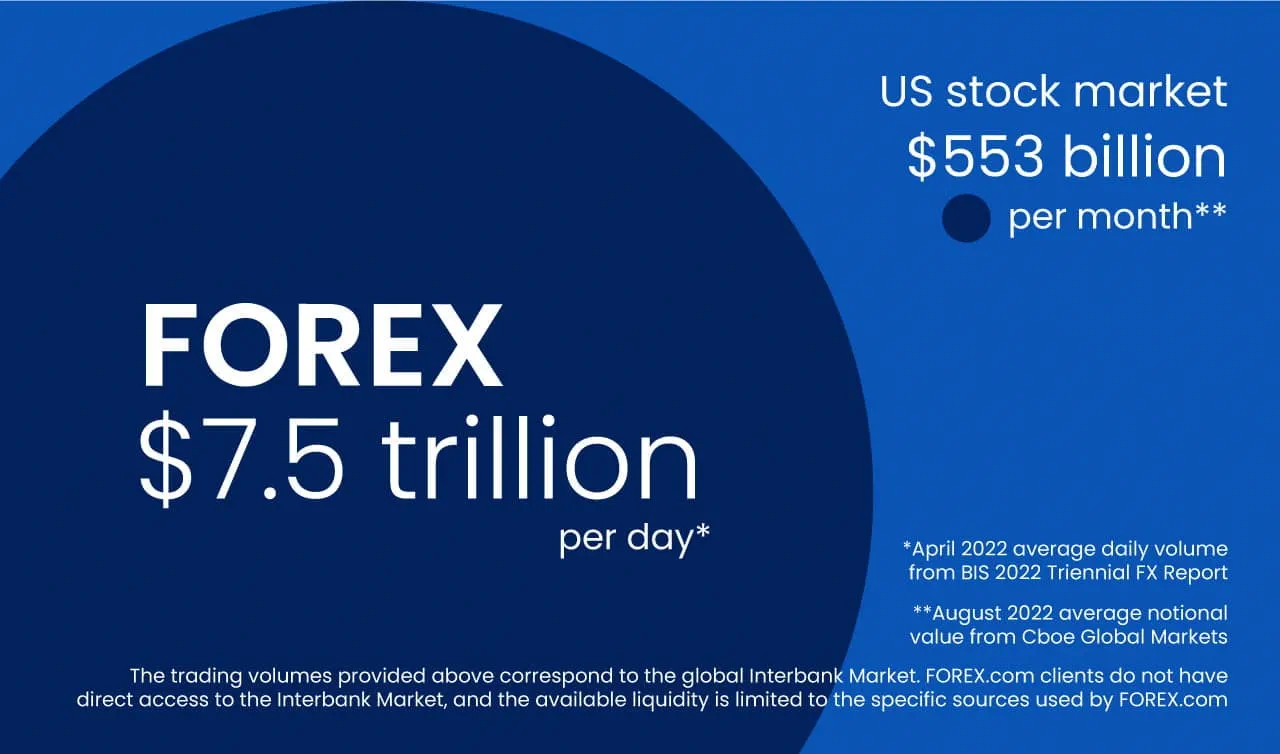 US stock market
$553 billion
per month**
FOREX
$7.5 trillion
per day*
*April 2022 average daily volume
from BIS 2022 Triennial FX Report
**August 2022 average notional
value from Cboe Global Markets
The trading volumes provided above correspond to the global Interbank Market. FOREX.com clients do not have
direct access to the Interbank Market, and the available liquidity is limited to the specific sources used by FOREX.com